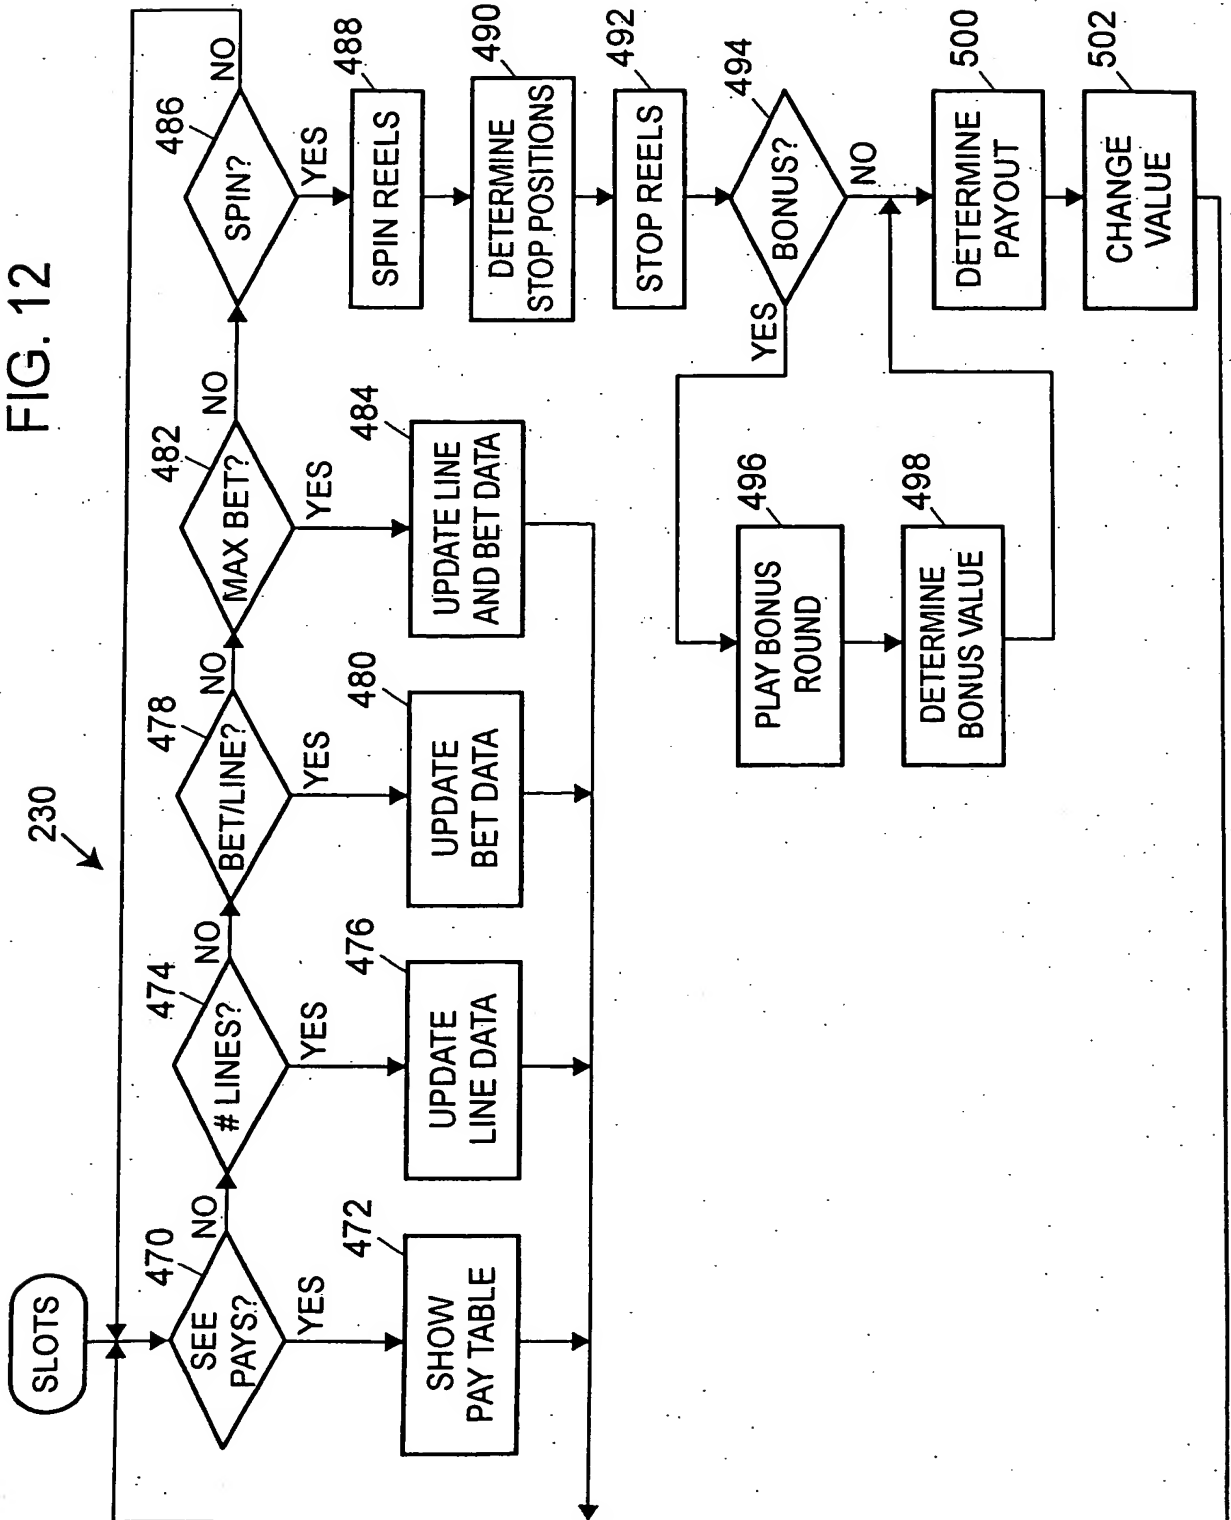 FIG. 12
230
SLOTS
470
SEE
PAYS?
NO
YES
472
SHOW
PAY TABLE
474
# LINES?
NO
YES
476
UPDATE
LINE DATA
478
BET/LINE?
NO
YES
480
UPDATE
BET DATA
482
MAX BET?
NO
YES
484
UPDATE LINE
AND BET DATA
486
SPIN?
NO
YES
488
SPIN REELS
490
DETERMINE
STOP POSITIONS
492
STOP REELS
494
BONUS?
YES
NO
496
PLAY BONUS
ROUND
498
DETERMINE
BONUS VALUE
500
DETERMINE
PAYOUT
502
CHANGE
VALUE